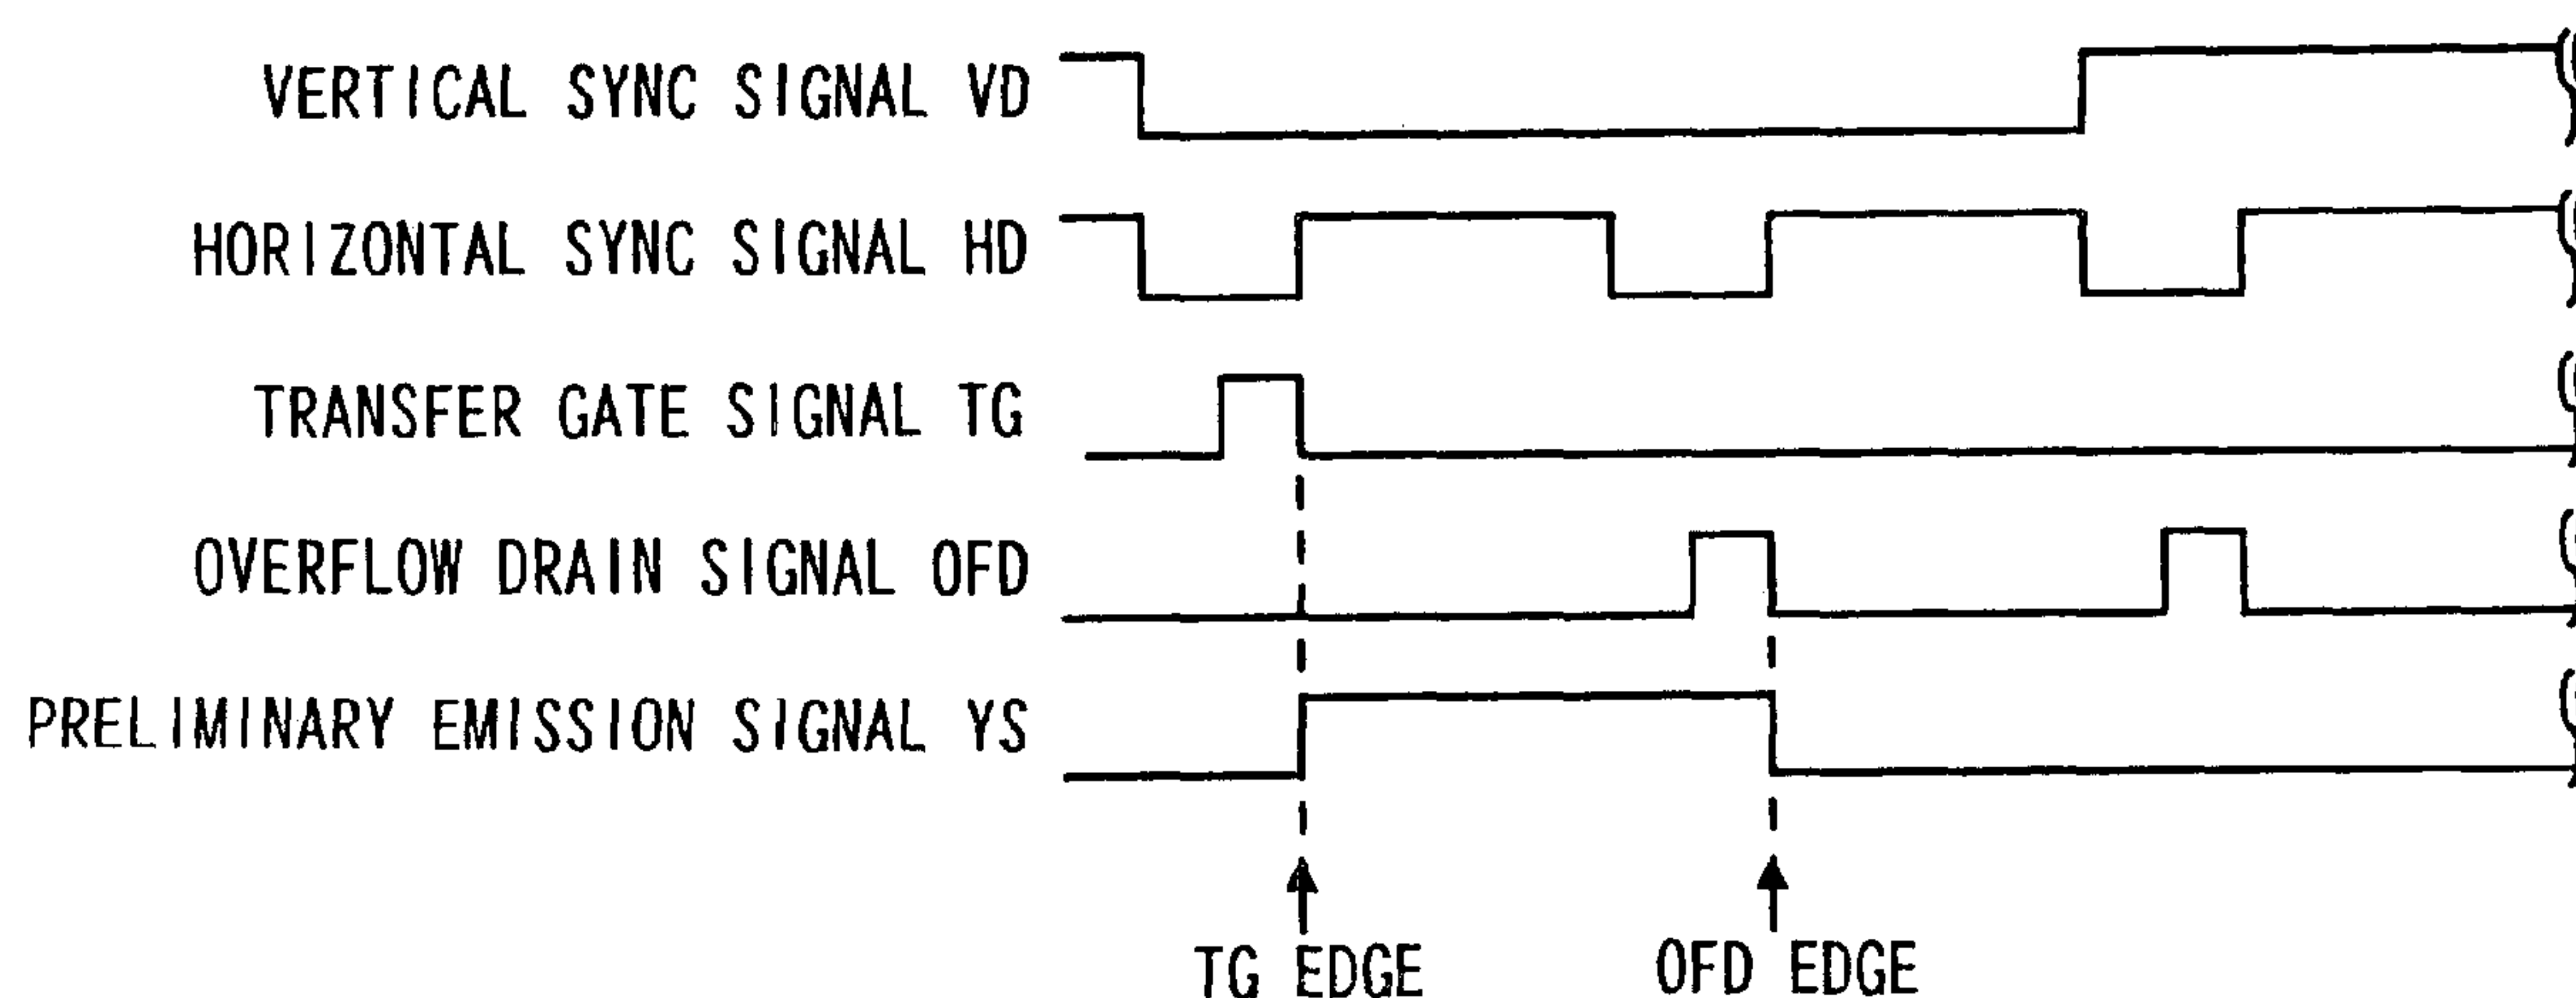 VERTICAL SYNC SIGNAL VD
HORIZONTAL SYNC SIGNAL HD
TRANSFER GATE SIGNAL TG
OVERFLOW DRAIN SIGNAL OFD
PRELIMINARY EMISSION SIGNAL YS
TG EDGE OFD EDGE